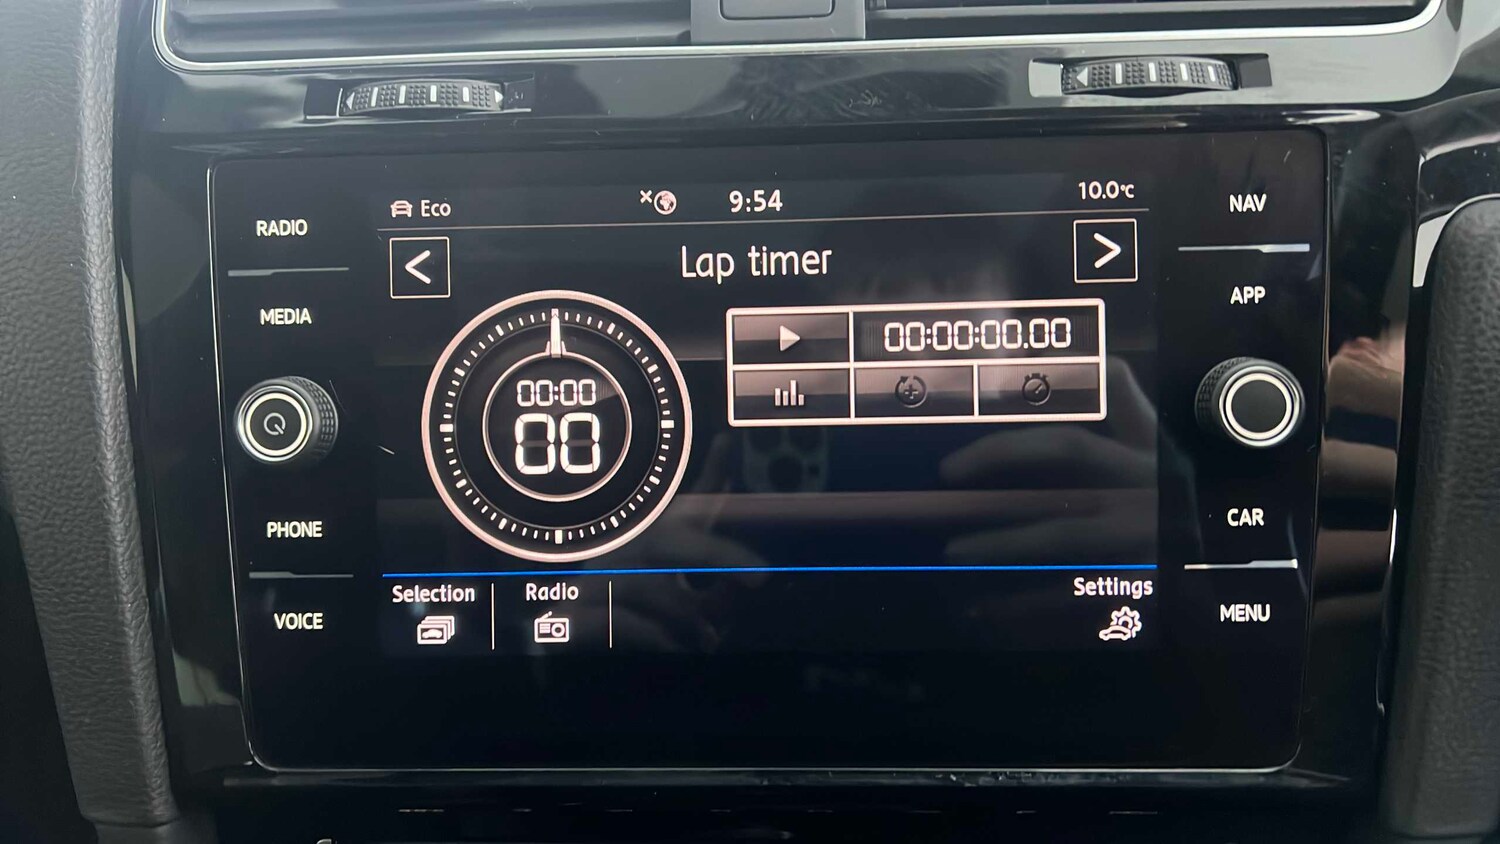 RADIO
MEDIA
PHONE
VOICE
Eco
9:54
10.0°C
Lap timer
00:00
00
00:00:00.00
Selection
Radio
Settings
NAV
APP
CAR
MENU